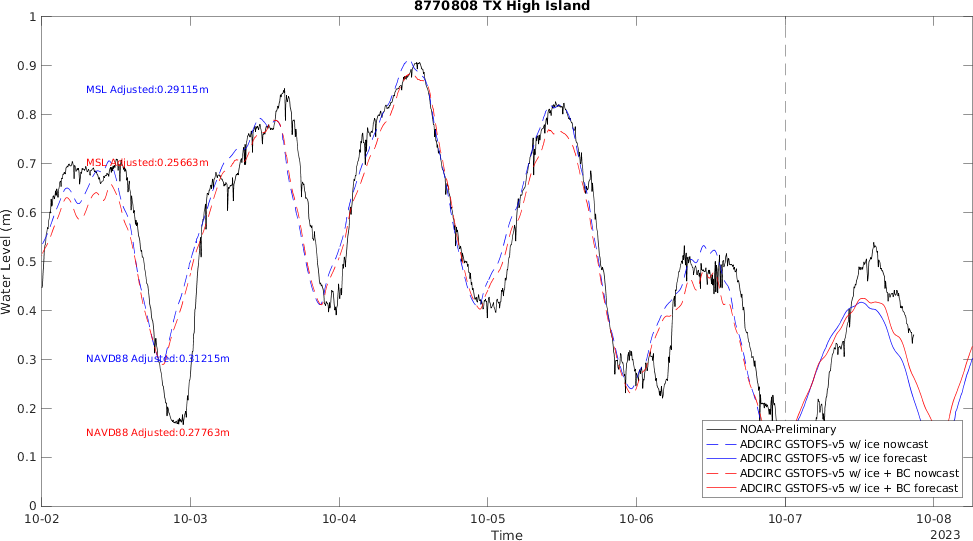 8770808 TX High Island
1
0.9
0.8
0.7
0.6
0.5
0.4
0.3
0.2
0.1
0
Water Level (m)
MSL Adjusted:0.29115m
MSL Adjusted:0.25663m
NAVD88 Adjusted:0.31215m
NAVD88 Adjusted:0.27763m
NOAA-Preliminary
ADCIRC GSTOFS-v5 w/ ice nowcast
ADCIRC GSTOFS-v5 w/ ice forecast
ADCIRC GSTOFS-v5 w/ ice + BC nowcast
ADCIRC GSTOFS-v5 w/ ice + BC forecast
10-02 10-03 10-04 10-05 10-06 10-07 10-08
Time
2023